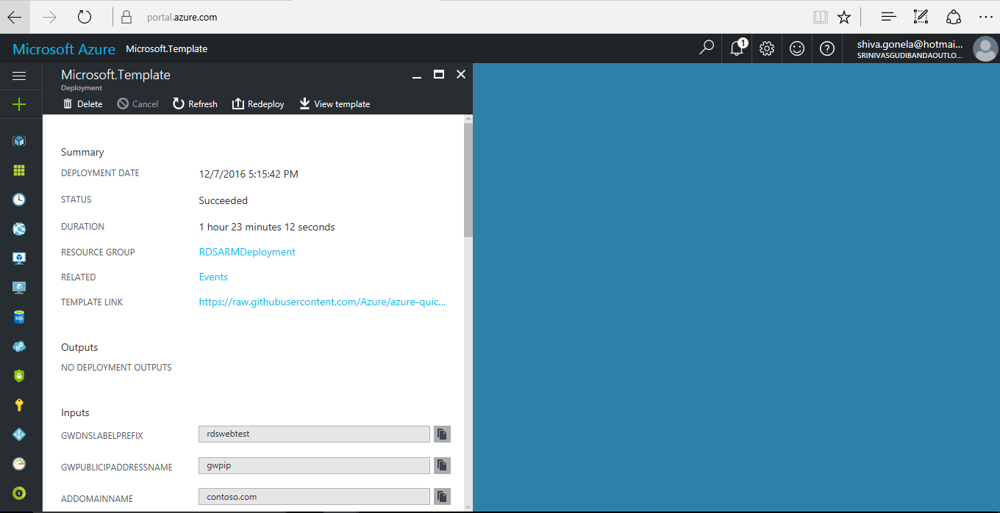 portal.azure.com
Microsoft Azure Microsoft.Template
1
shiva.gonela@hotmai...
SRINIVASGUDIBANDAOUTLO...
Microsoft.Template
Deployment
Delete Cancel Refresh Redeploy View template
Summary
DEPLOYMENT DATE 12/7/2016 5:15:42 PM
STATUS Succeeded
DURATION 1 hour 23 minutes 12 seconds
RESOURCE GROUP RDSARMDeployment
RELATED Events
TEMPLATE LINK https://raw.githubusercontent.com/Azure/azure-quic...
SQL
Outputs
NO DEPLOYMENT OUTPUTS
Inputs
GWDNSLABELPREFIX rdswebtest
GWPUBLICIPADDRESSNAME gwpip
ADDOMAINNAME contoso.com